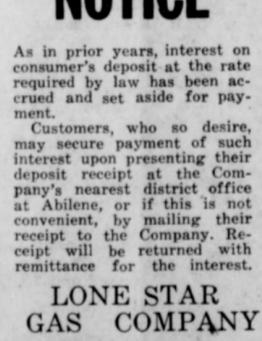 NOTICE
As in prior years, interest on
consumer's deposit at the rate
required by law has been ac-
crued and set aside for pay-
ment.
Customers, who so desire,
may secure payment of such
interest upon presenting their
deposit receipt at the Com-
pany's nearest district office
at Abilene, or if this is not
convenient, by mailing their
receipt to the Company. Re-
ceipt will be returned with
remittance for the interest.
LONE STAR
GAS COMPANY